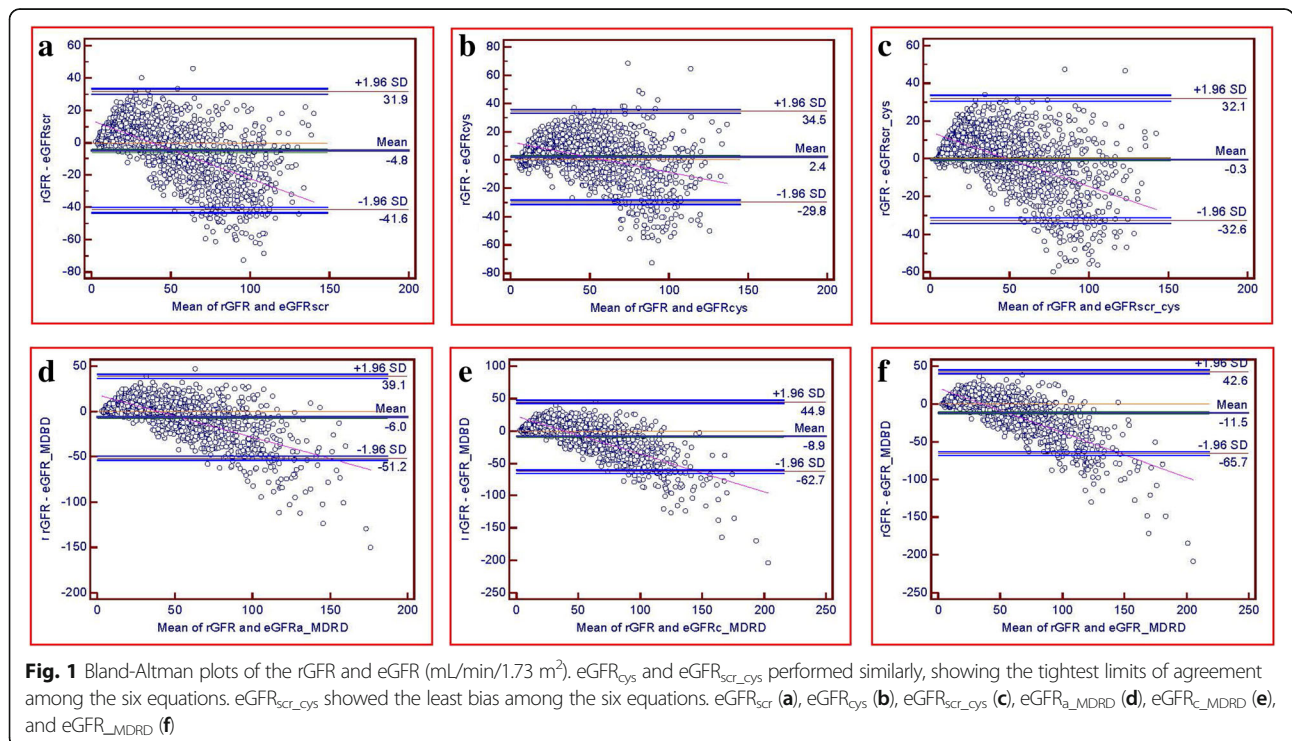 a
60
40
20
0
-20
-40
-60
-80
rGFR - eGFRscr
+1.96 SD
31.9
Mean
-4.8
-1.96 SD
-41.6
0 50 100 150 200
Mean of rGFR and eGFRscr
b
80
60
40
20
0
-20
-40
-60
-80
rGFR - eGFRcys
+1.96 SD
34.5
Mean
2.4
-1.96 SD
-29.8
0 50 100 150 200
Mean of rGFR and eGFRcys
c
60
40
20
0
-20
-40
-60
rGFR - eGFRscr_cys
+1.96 SD
32.1
Mean
-0.3
-1.96 SD
-32.6
0 50 100 150 200
Mean of rGFR and eGFRscr_cys
d
50
0
-50
-100
-150
-200
rGFR - eGFR_MDBD
+1.96 SD
39.1
Mean
-6.0
-1.96 SD
-51.2
0 50 100 150 200
Mean of rGFR and eGFRa_MDRD
e
100
50
0
-50
-100
-150
-200
-250
rGFR - eGFR_MDBD
+1.96 SD
44.9
Mean
-8.9
-1.96 SD
-62.7
0 50 100 150 200 250
Mean of rGFR and eGFRc_MDRD
f
50
0
-50
-100
-150
-200
-250
rGFR - eGFR_MDBD
+1.96 SD
42.6
Mean
-11.5
-1.96 SD
-65.7
0 50 100 150 200 250
Mean of rGFR and eGFR_MDRD
Fig. 1 Bland-Altman plots of the rGFR and eGFR (mL/min/1.73 m²). eGFRcys and eGFRscr_cys performed similarly, showing the tightest limits of agreement
among the six equations. eGFRscr_cys showed the least bias among the six equations. eGFRscr (a), eGFRcys (b), eGFRscr_cys (c), eGFRa_MDRD (d), eGFRc_MDRD (e),
and eGFR_MDRD (f)